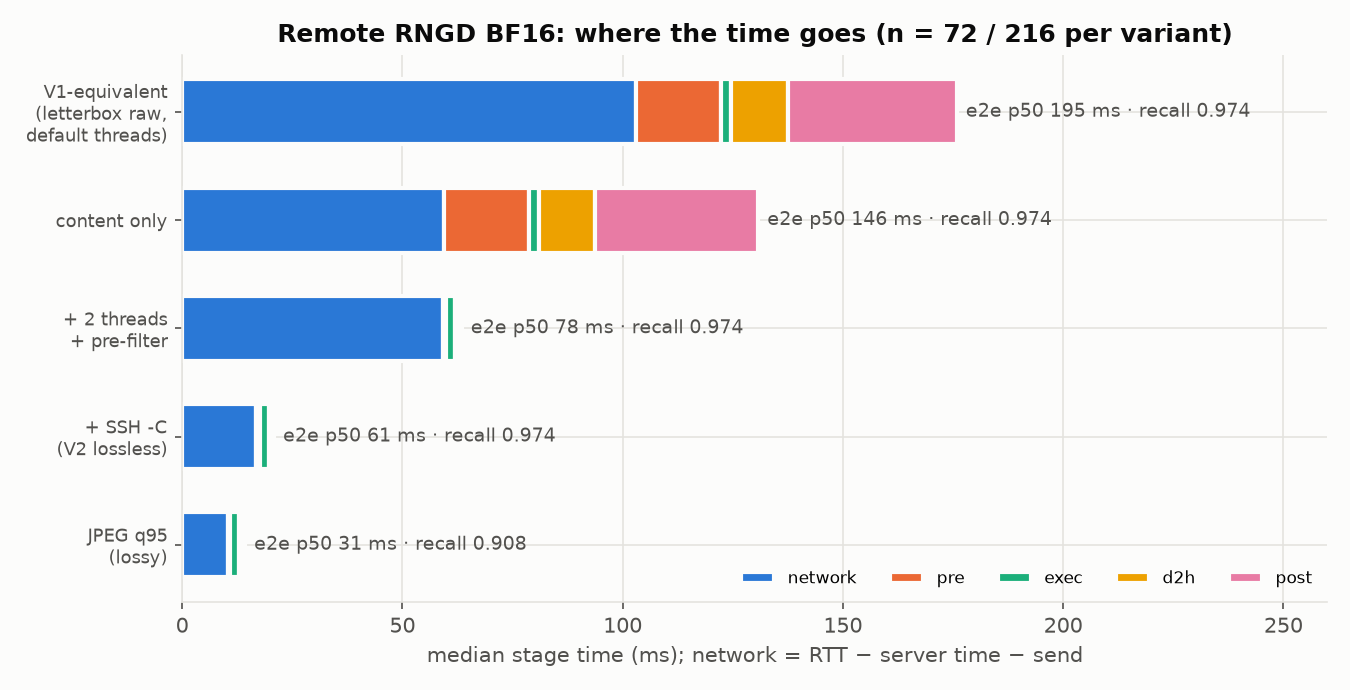 Remote RNGD BF16: where the time goes (n = 72 / 216 per variant)
V1-equivalent
(letterbox raw,
default threads)
e2e p50 195 ms · recall 0.974
content only
e2e p50 146 ms · recall 0.974
+ 2 threads
+ pre-filter
e2e p50 78 ms · recall 0.974
+ SSH -C
(V2 lossless)
e2e p50 61 ms · recall 0.974
JPEG q95
(lossy)
e2e p50 31 ms · recall 0.908
network pre exec d2h post
0 50 100 150 200 250
median stage time (ms); network = RTT − server time − send